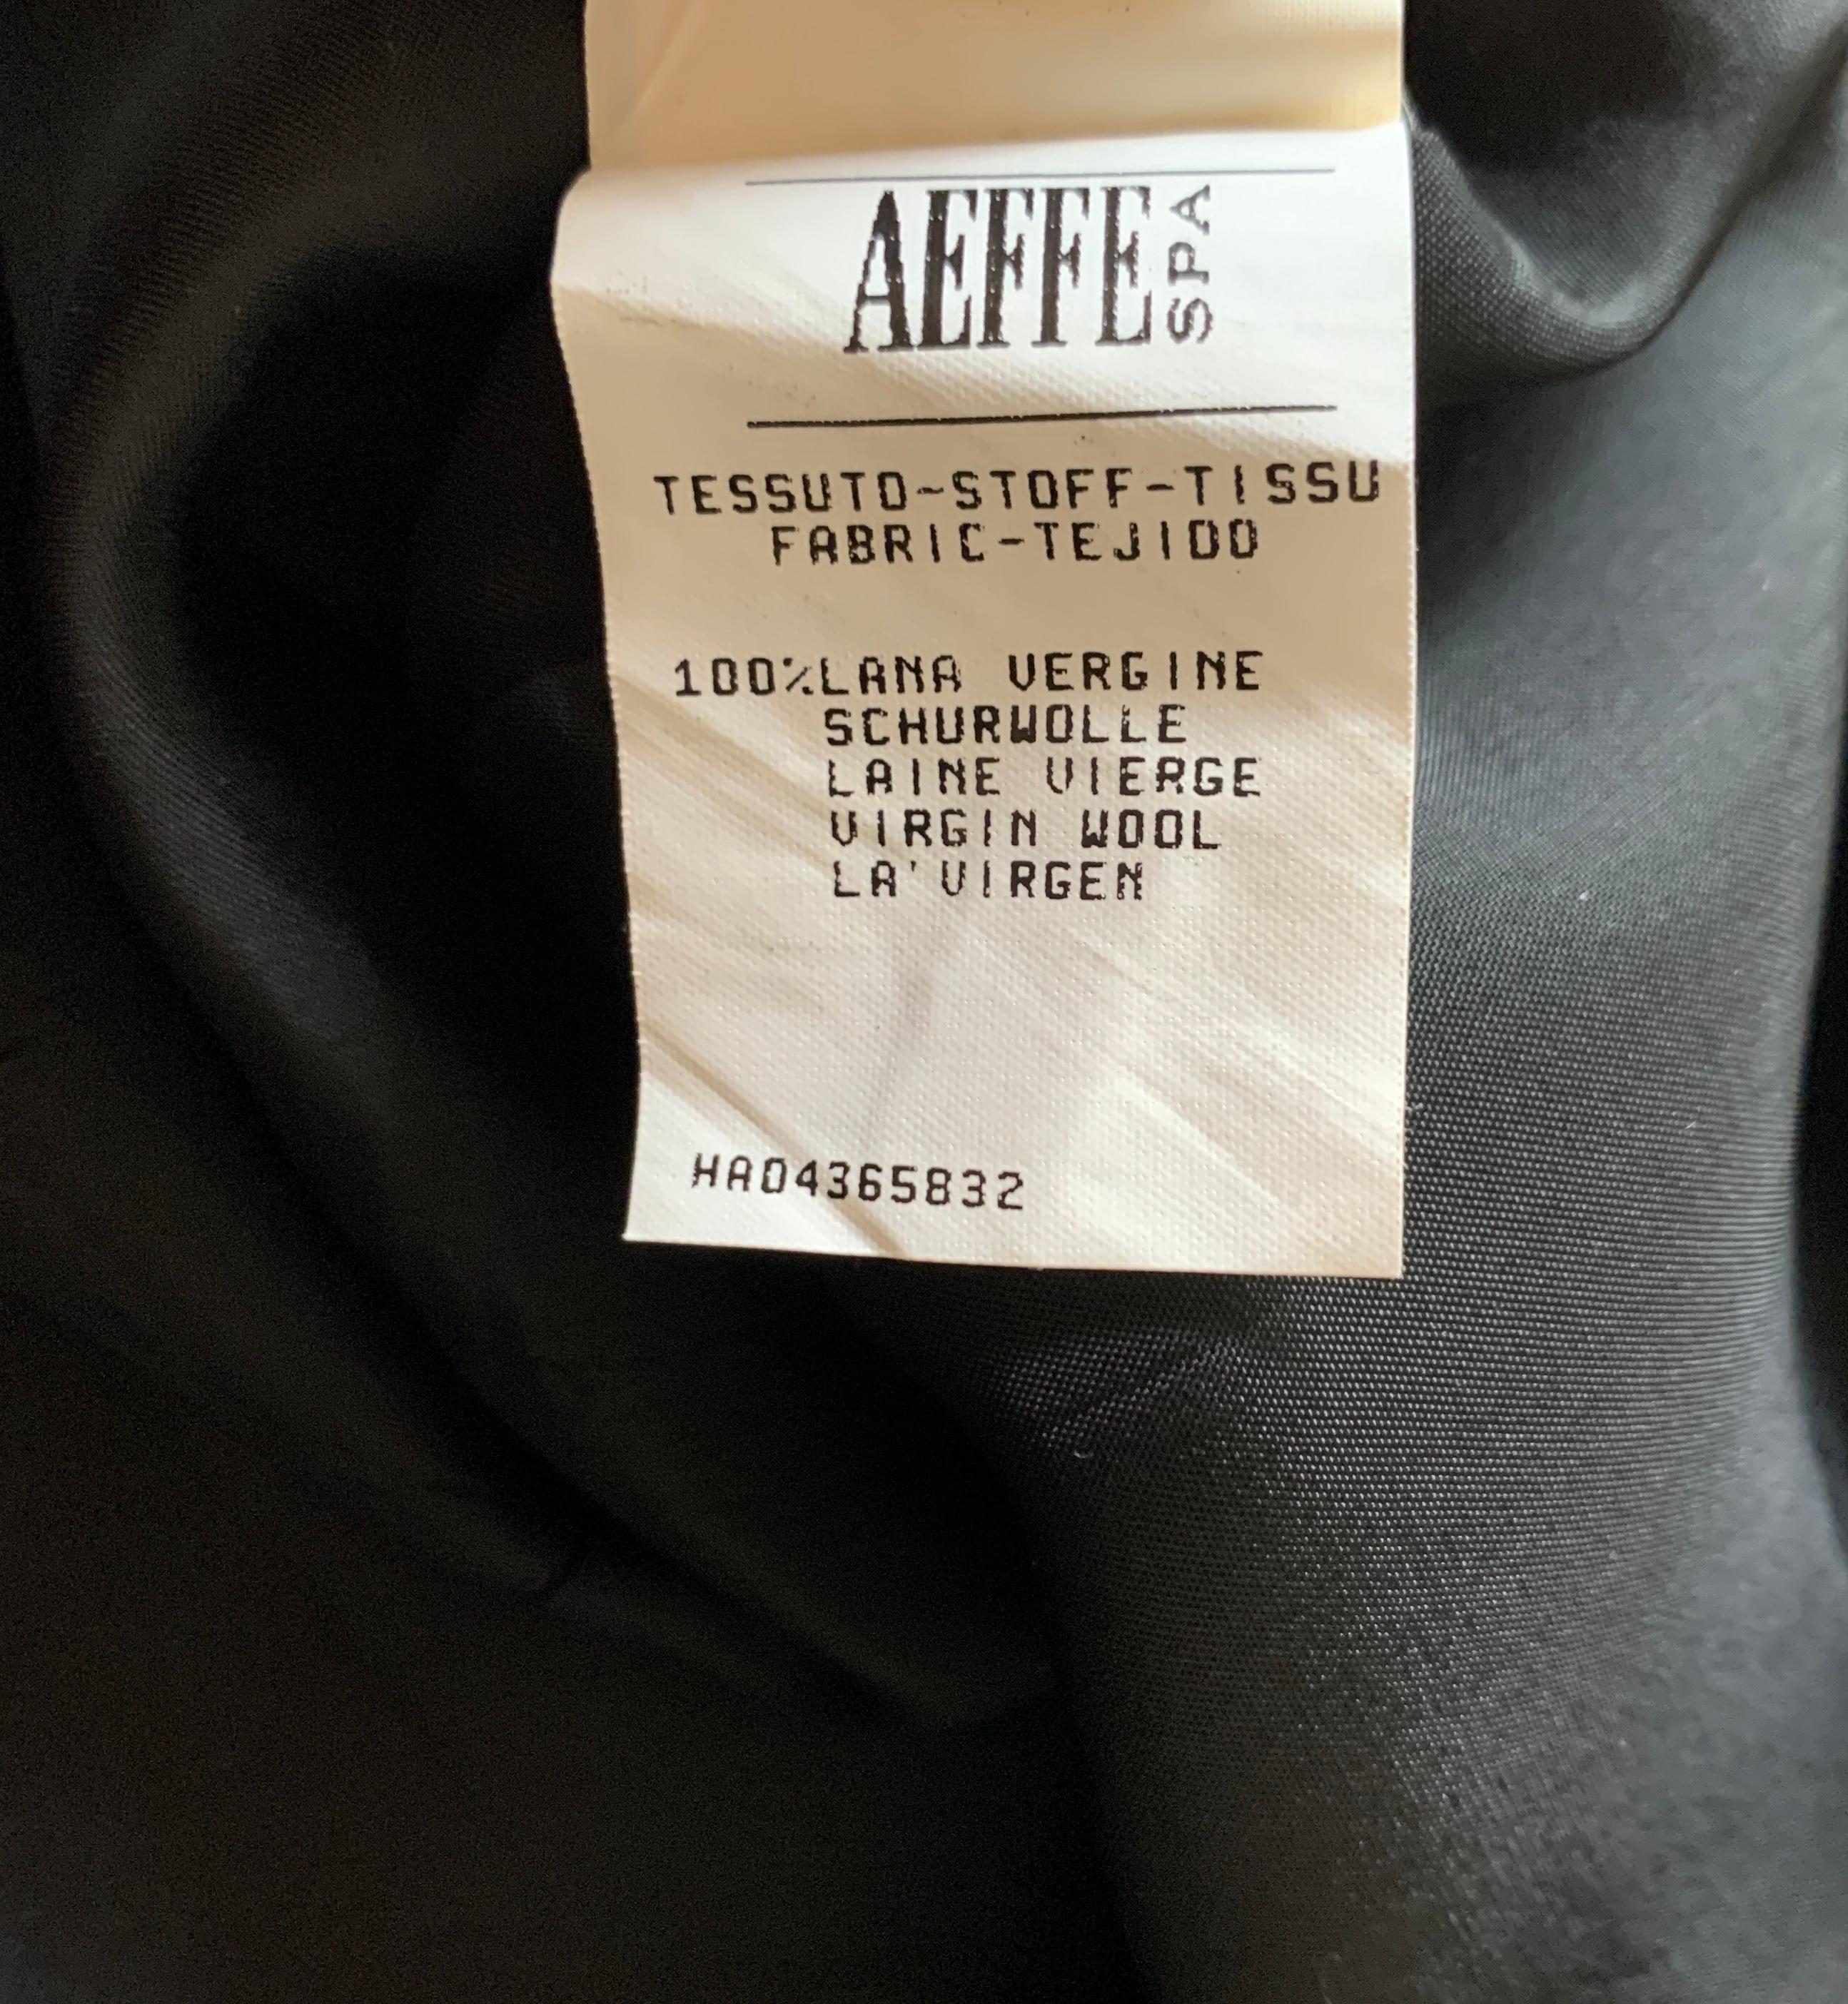 AEFFE SPA
TESSUTO-STOFF-TISSU
FABRIC-TEJIDO
100%LANA VERGINE
SCHURWOLLE
LAINE VIERGE
VIRGIN WOOL
LA'VIRGEN
HA04365832